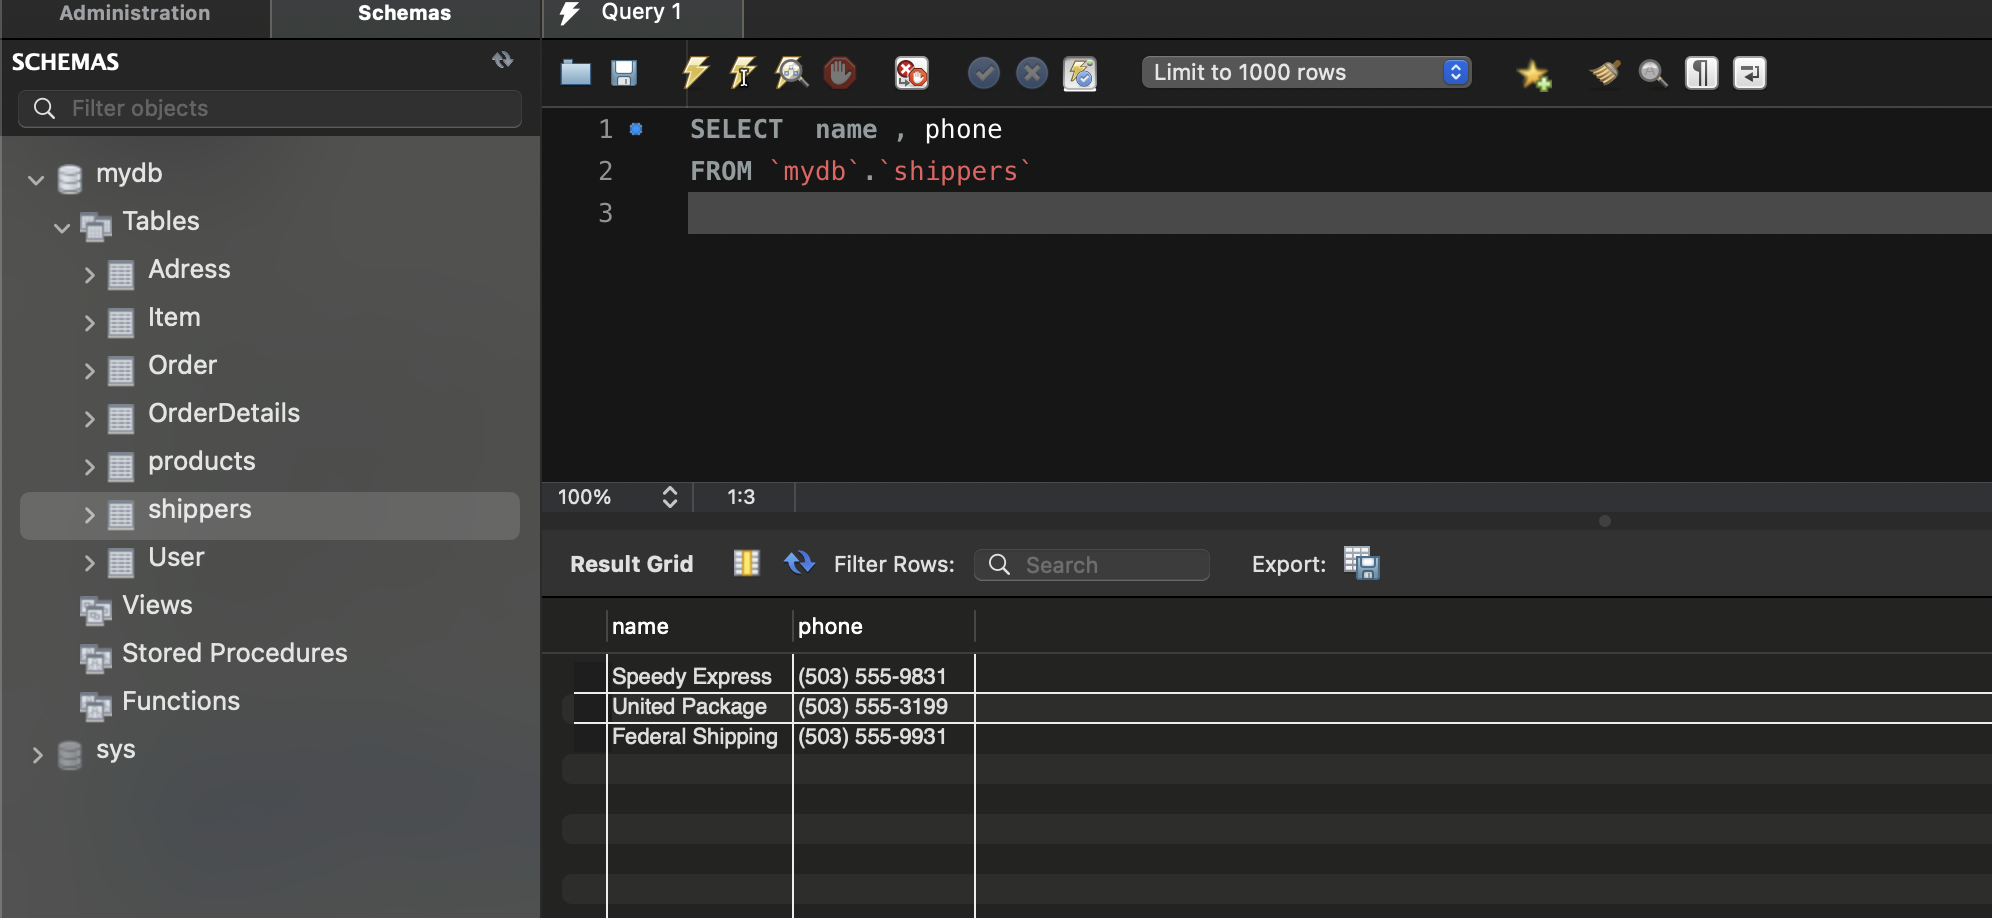 Administration
Schemas
Query 1
SCHEMAS
Filter objects
Limit to 1000 rows
mydb
Tables
Adress
Item
Order
OrderDetails
products
shippers
User
Views
Stored Procedures
Functions
sys
1 SELECT  name , phone
2 FROM `mydb`.`shippers`
3
100%
1:3
Result Grid
Filter Rows:
Search
Export:
name phone
Speedy Express (503) 555-9831
United Package (503) 555-3199
Federal Shipping (503) 555-9931